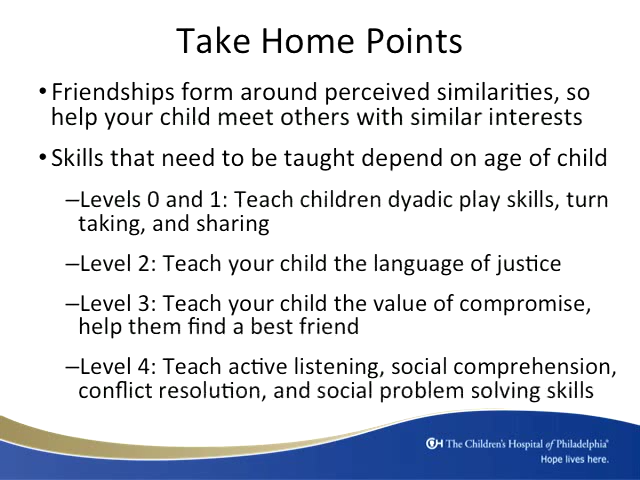 Take Home Points
•Friendships form around perceived similarities, so
help your child meet others with similar interests
•Skills that need to be taught depend on age of child
–Levels 0 and 1: Teach children dyadic play skills, turn
taking, and sharing
–Level 2: Teach your child the language of justice
–Level 3: Teach your child the value of compromise,
help them find a best friend
–Level 4: Teach active listening, social comprehension,
conflict resolution, and social problem solving skills
The Children's Hospital of Philadelphia®
Hope lives here.